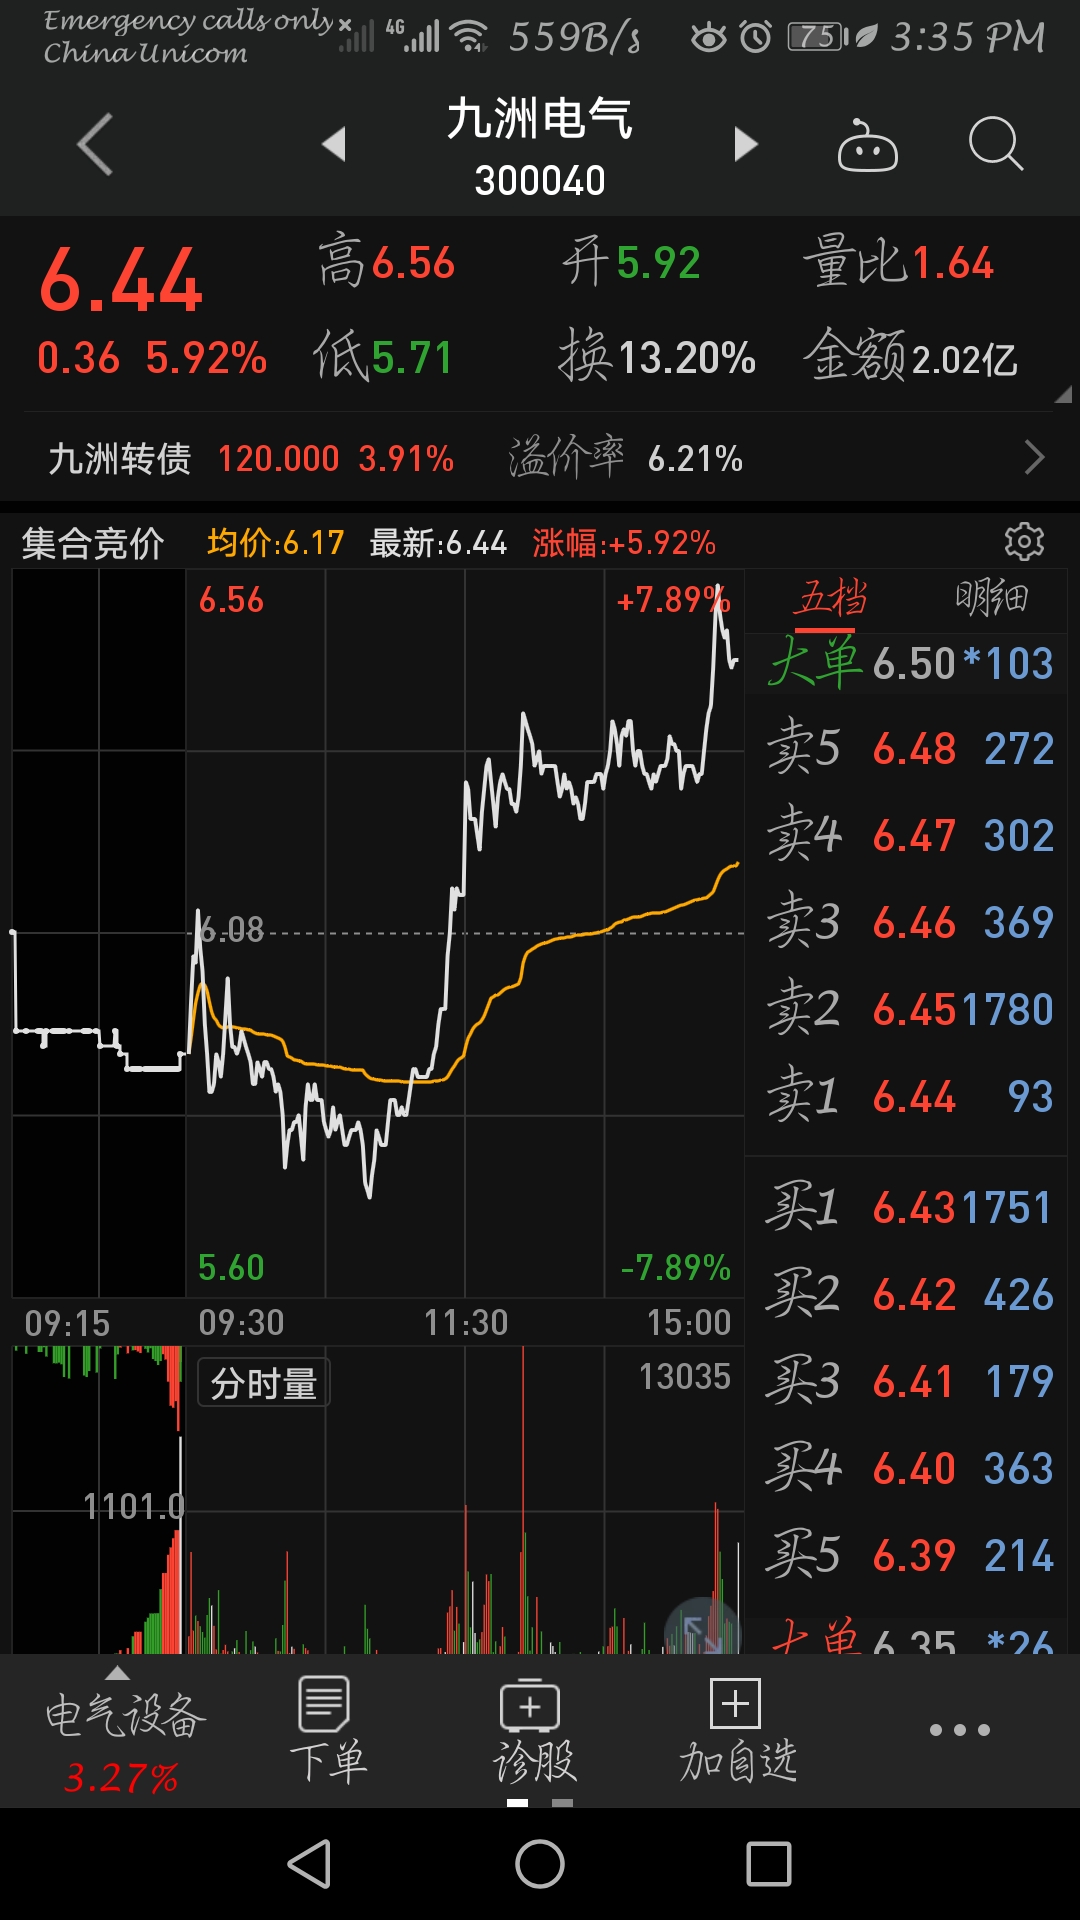 Emergency calls only
China Unicom
4G
559B/s
75
3:35 PM
九洲电气
300040
6.44
0.36 5.92%
高6.56
开5.92
量比1.64
低5.71
换13.20%
金额2.02亿
九洲转债 120.000 3.91% 溢价率 6.21%
集合竞价 均价:6.17 最新:6.44 涨幅:+5.92%
6.56 +7.89%
6.08
5.60 -7.89%
09:15 09:30 11:30 15:00
分时量 13035
1101.0
五档 明细
大单 6.50 *103
卖5 6.48 272
卖4 6.47 302
卖3 6.46 369
卖2 6.45 1780
卖1 6.44 93
买1 6.43 1751
买2 6.42 426
买3 6.41 179
买4 6.40 363
买5 6.39 214
大单 6.35 *26
电气设备
3.27%
下单
诊股
加自选